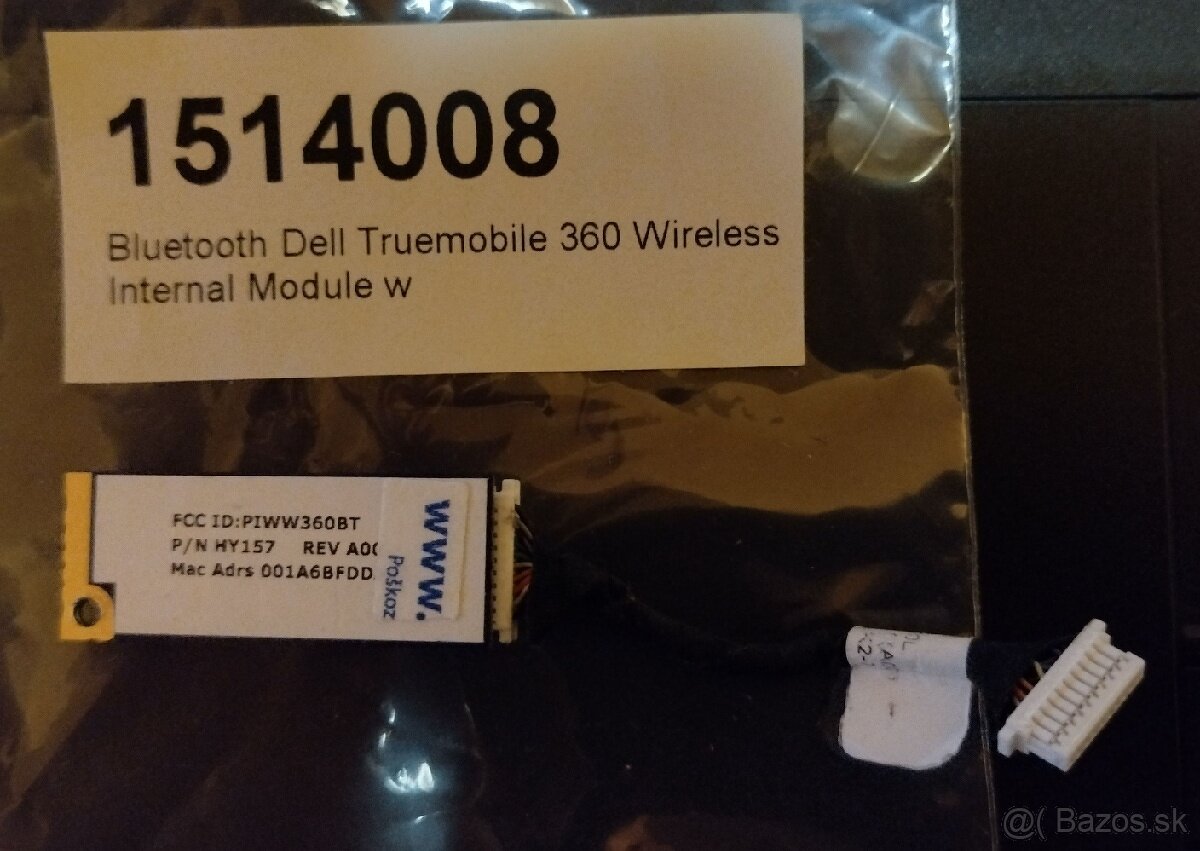 1514008
Bluetooth Dell Truemobile 360 Wireless
Internal Module w
FCC ID:PIWW360BT
P/N HY157 REV A00
Mac Adrs 001A6BFDD
www.
Poškoz
@( Bazos.sk